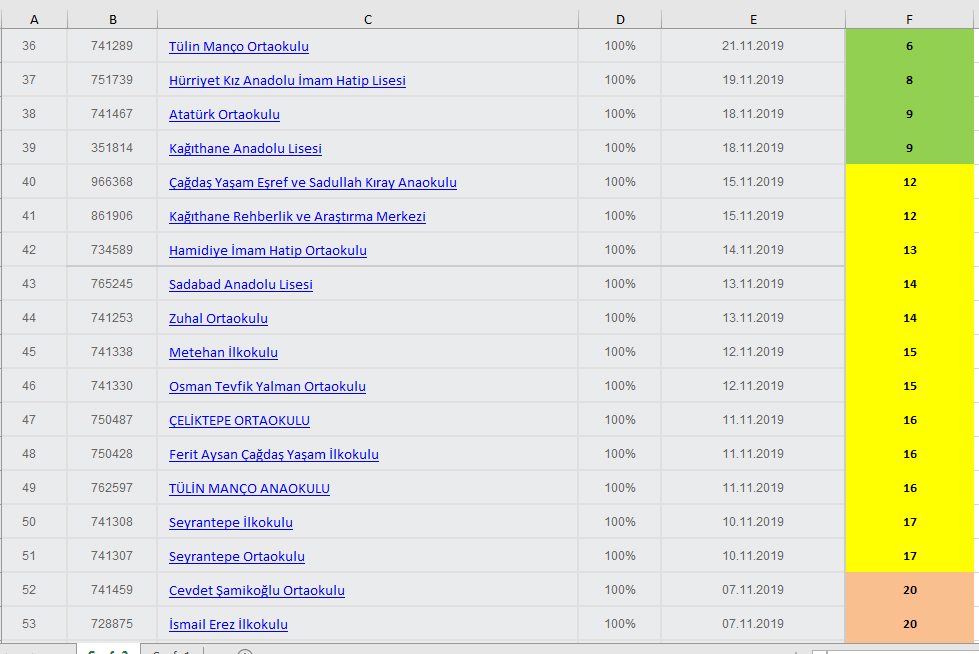 A B C D E F
36 741289 Tülin Manço Ortaokulu 100% 21.11.2019 6
37 751739 Hürriyet Kız Anadolu İmam Hatip Lisesi 100% 19.11.2019 8
38 741467 Atatürk Ortaokulu 100% 18.11.2019 9
39 351814 Kağıthane Anadolu Lisesi 100% 18.11.2019 9
40 966368 Çağdaş Yaşam Eşref ve Sadullah Kıray Anaokulu 100% 15.11.2019 12
41 861906 Kağıthane Rehberlik ve Araştırma Merkezi 100% 15.11.2019 12
42 734589 Hamidiye İmam Hatip Ortaokulu 100% 14.11.2019 13
43 765245 Sadabad Anadolu Lisesi 100% 13.11.2019 14
44 741253 Zuhal Ortaokulu 100% 13.11.2019 14
45 741338 Metehan İlkokulu 100% 12.11.2019 15
46 741330 Osman Tevfik Yalman Ortaokulu 100% 12.11.2019 15
47 750487 ÇELİKTEPE ORTAOKULU 100% 11.11.2019 16
48 750428 Ferit Aysan Çağdaş Yaşam İlkokulu 100% 11.11.2019 16
49 762597 TÜLİN MANÇO ANAOKULU 100% 11.11.2019 16
50 741308 Seyrantepe İlkokulu 100% 10.11.2019 17
51 741307 Seyrantepe Ortaokulu 100% 10.11.2019 17
52 741459 Cevdet Şamikoğlu Ortaokulu 100% 07.11.2019 20
53 728875 İsmail Erez İlkokulu 100% 07.11.2019 20